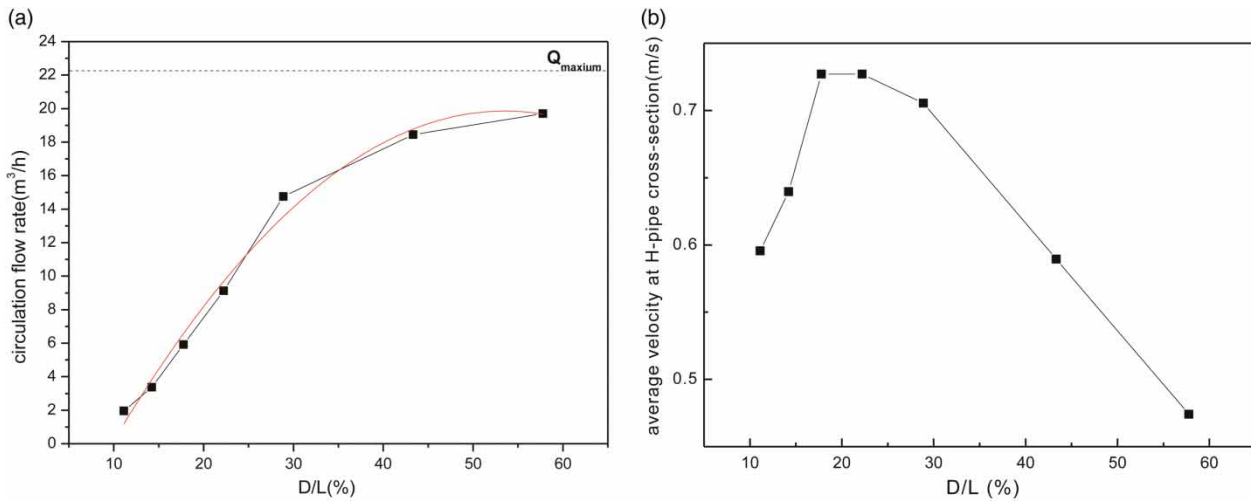 (a)
24
22
20
18
16
14
12
10
8
6
4
2
0
circulation flow rate(m³/h)
Qmaxium
10 20 30 40 50 60
D/L(%)
(b)
0.7
0.6
0.5
average velocity at H-pipe cross-section(m/s)
10 20 30 40 50 60
D/L (%)